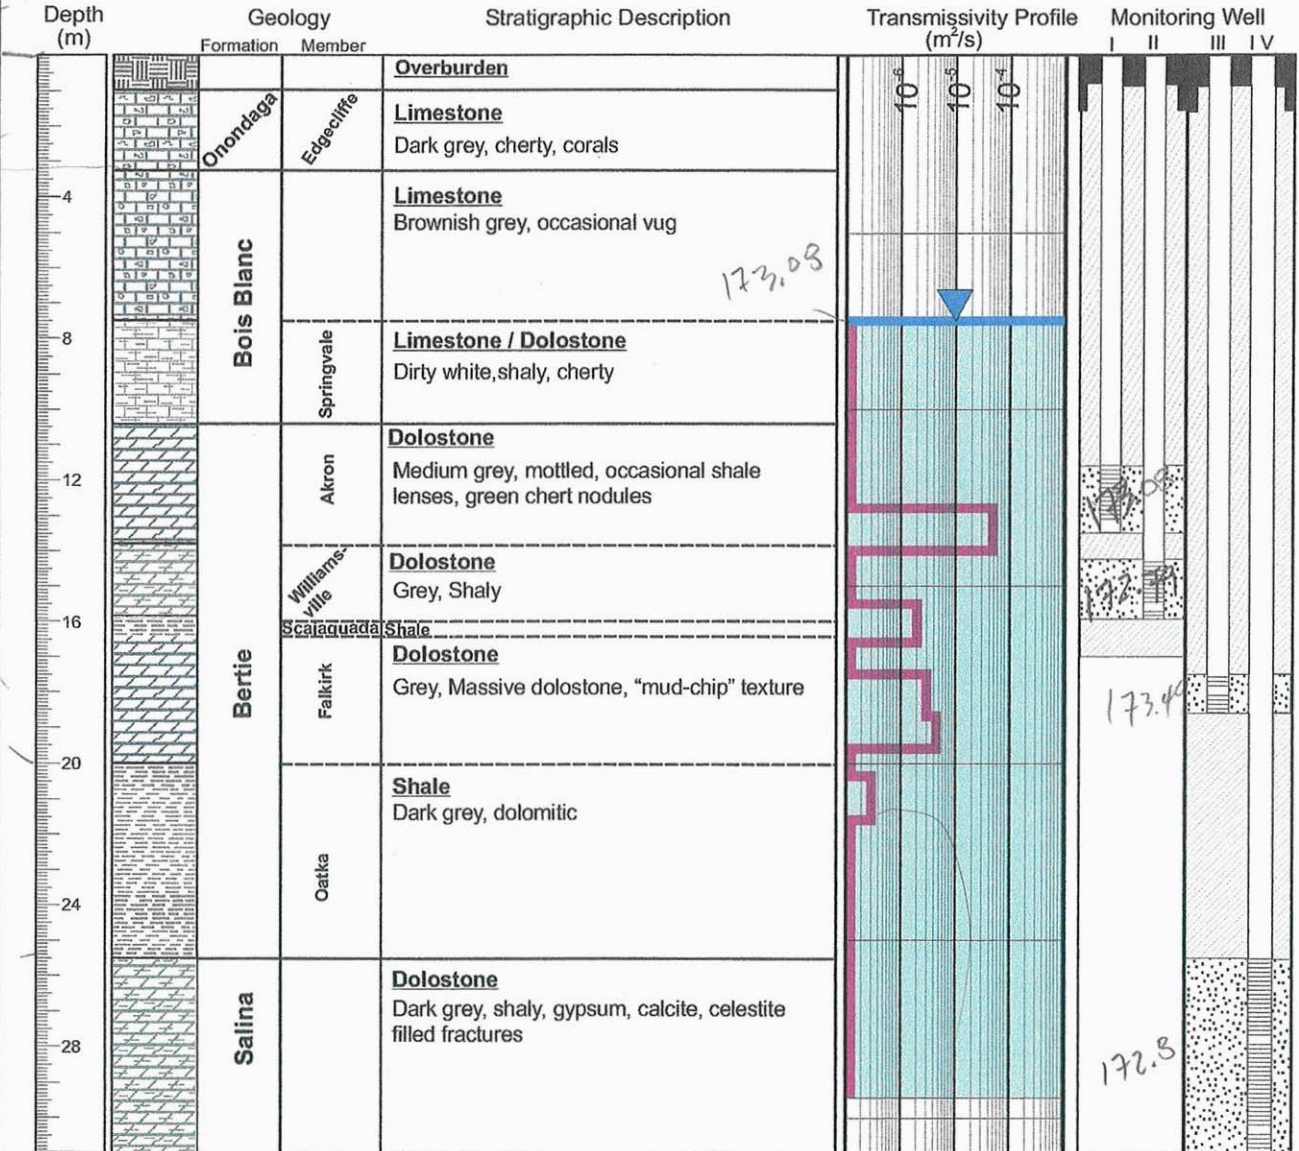 Depth
(m)
Geology
Formation Member
Stratigraphic Description
Transmissivity Profile
(m²/s)
Monitoring Well
I II III IV
10⁻⁶ 10⁻⁵ 10⁻⁴
Overburden
Onondaga
Edgecliffe
Limestone
Dark grey, cherty, corals
4
Bois Blanc
Limestone
Brownish grey, occasional vug
173.08
8
Springvale
Limestone / Dolostone
Dirty white,shaly, cherty
Bertie
Akron
Dolostone
Medium grey, mottled, occasional shale
lenses, green chert nodules
12
173.08
Williams-
ville
Dolostone
Grey, Shaly
172.79
16
Scajaquada Shale
Falkirk
Dolostone
Grey, Massive dolostone, “mud-chip” texture
20
Oatka
Shale
Dark grey, dolomitic
24
Salina
Dolostone
Dark grey, shaly, gypsum, calcite, celestite
filled fractures
28
172.8